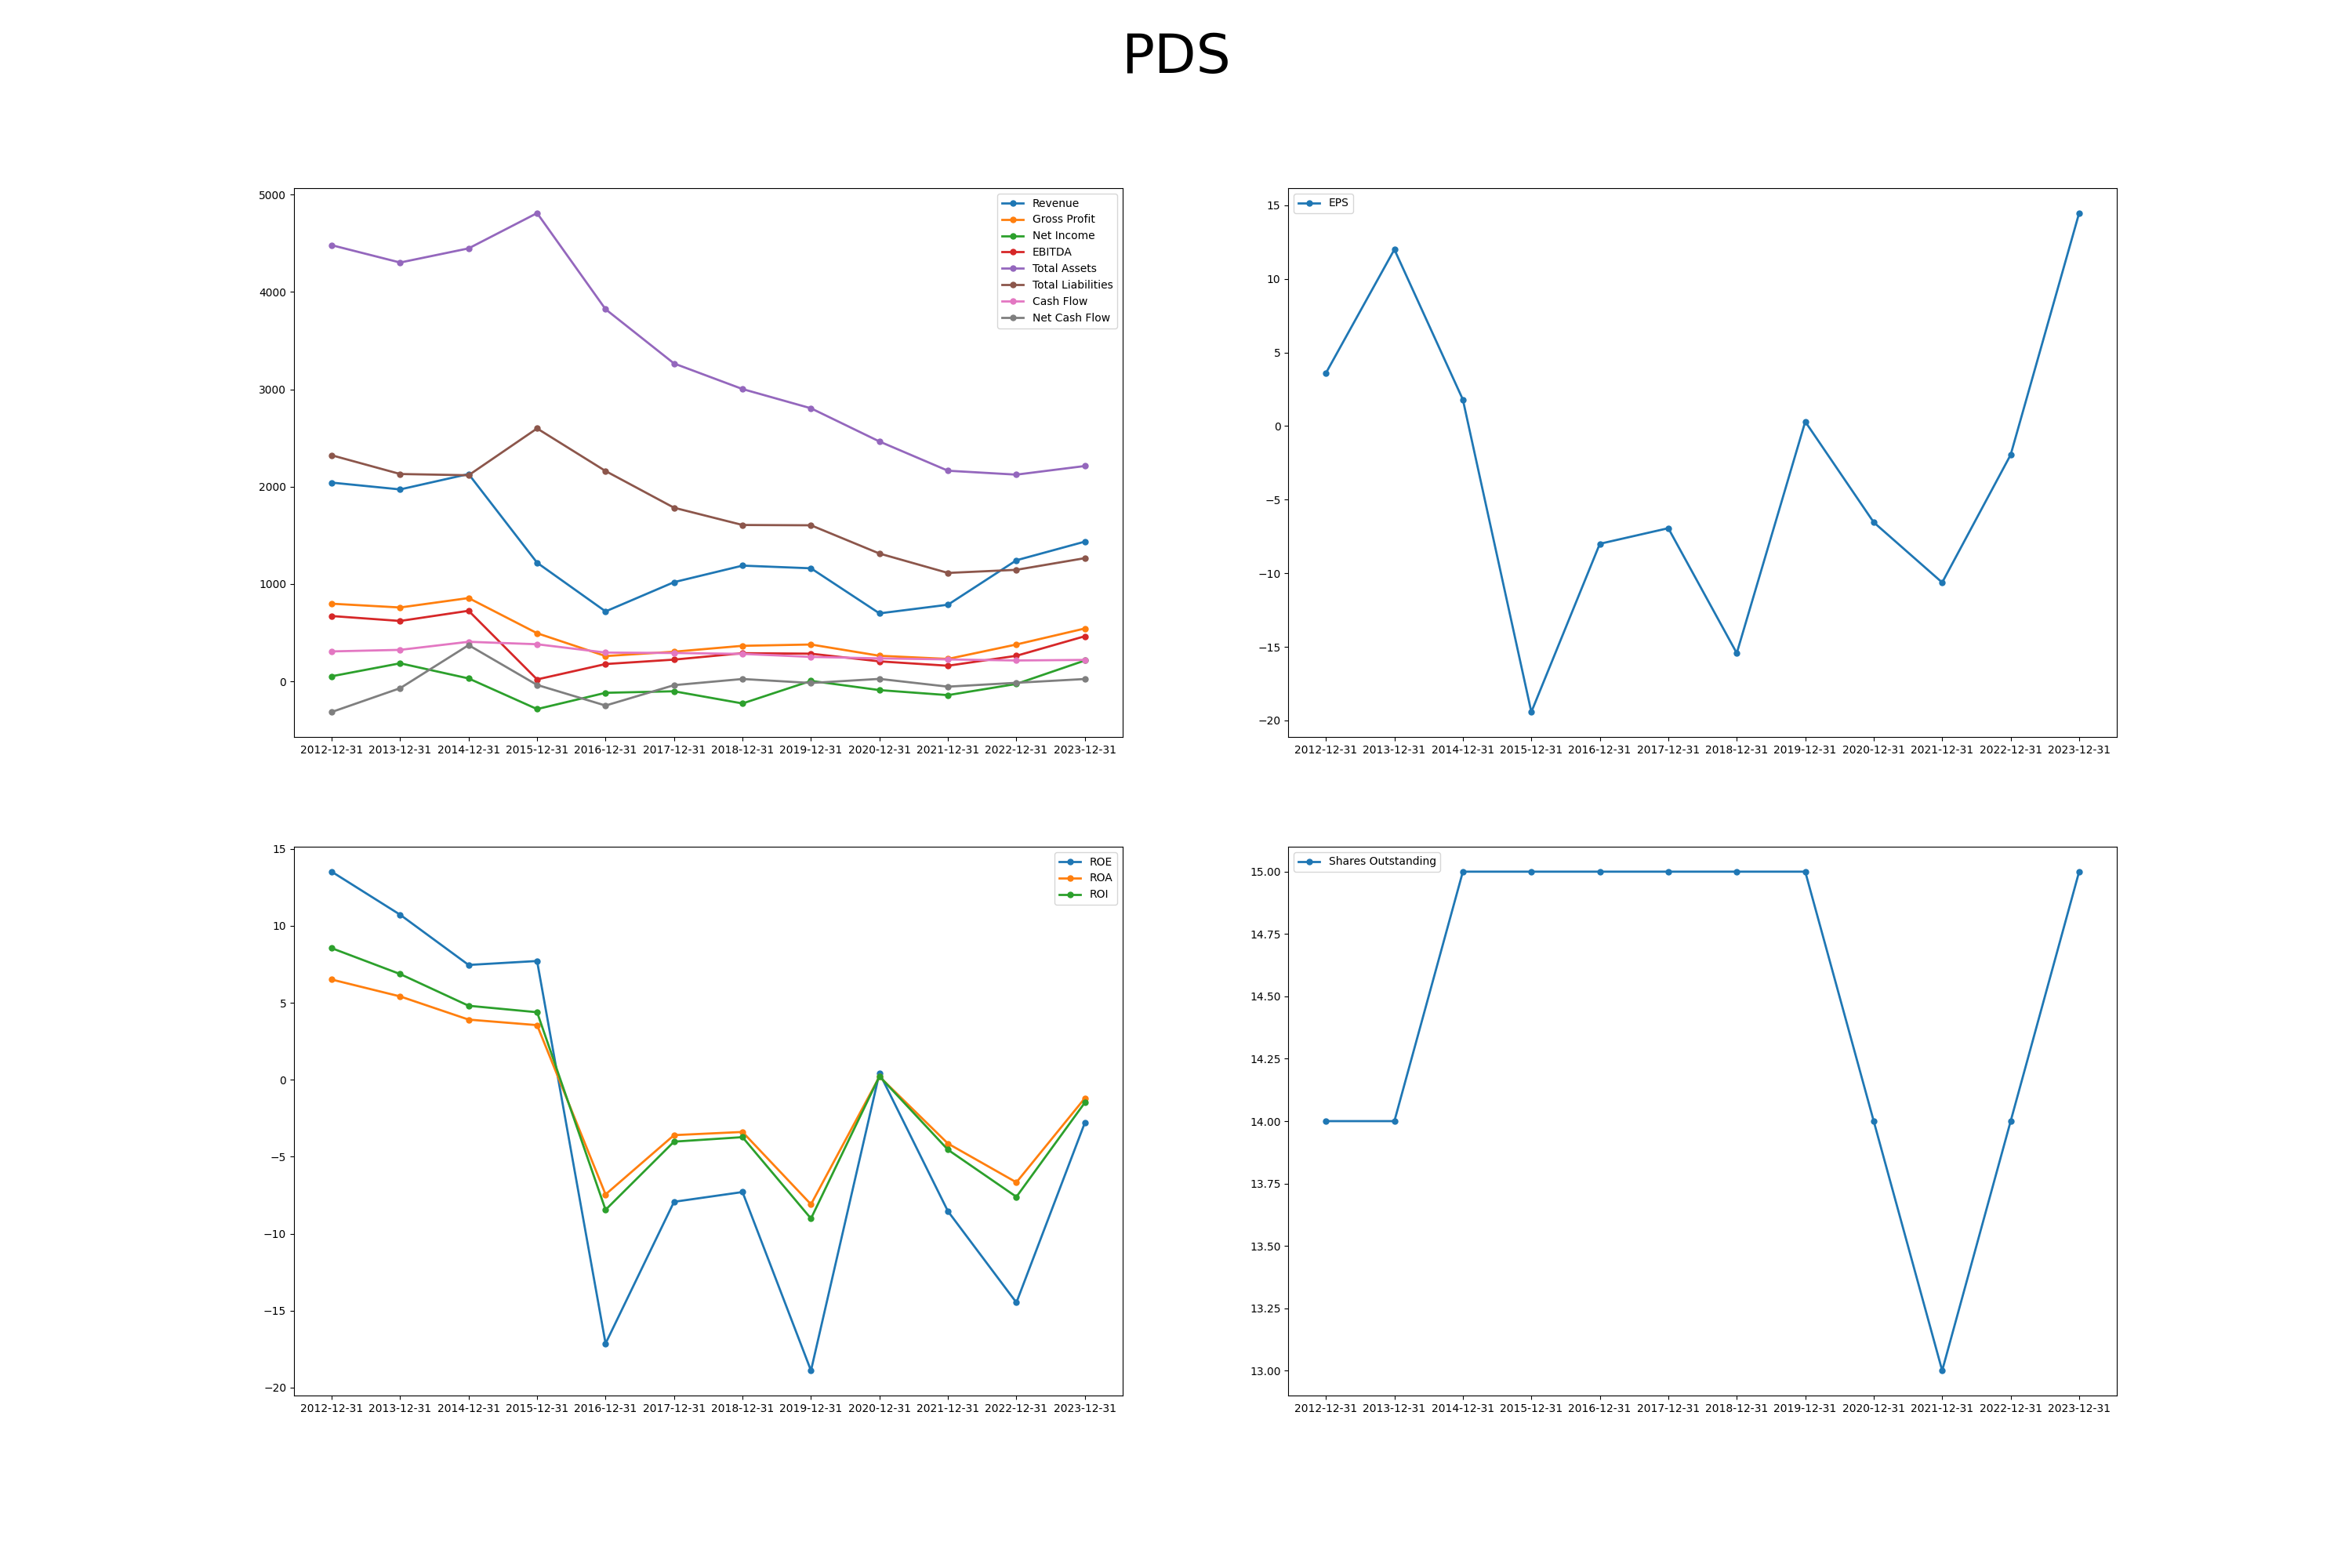 PDS
5000
4000
3000
2000
1000
0
Revenue
Gross Profit
Net Income
EBITDA
Total Assets
Total Liabilities
Cash Flow
Net Cash Flow
2012-12-31 2013-12-31 2014-12-31 2015-12-31 2016-12-31 2017-12-31 2018-12-31 2019-12-31 2020-12-31 2021-12-31 2022-12-31 2023-12-31
15
10
5
0
−5
−10
−15
−20
EPS
2012-12-31 2013-12-31 2014-12-31 2015-12-31 2016-12-31 2017-12-31 2018-12-31 2019-12-31 2020-12-31 2021-12-31 2022-12-31 2023-12-31
15
10
5
0
−5
−10
−15
−20
ROE
ROA
ROI
2012-12-31 2013-12-31 2014-12-31 2015-12-31 2016-12-31 2017-12-31 2018-12-31 2019-12-31 2020-12-31 2021-12-31 2022-12-31 2023-12-31
15.00
14.75
14.50
14.25
14.00
13.75
13.50
13.25
13.00
Shares Outstanding
2012-12-31 2013-12-31 2014-12-31 2015-12-31 2016-12-31 2017-12-31 2018-12-31 2019-12-31 2020-12-31 2021-12-31 2022-12-31 2023-12-31